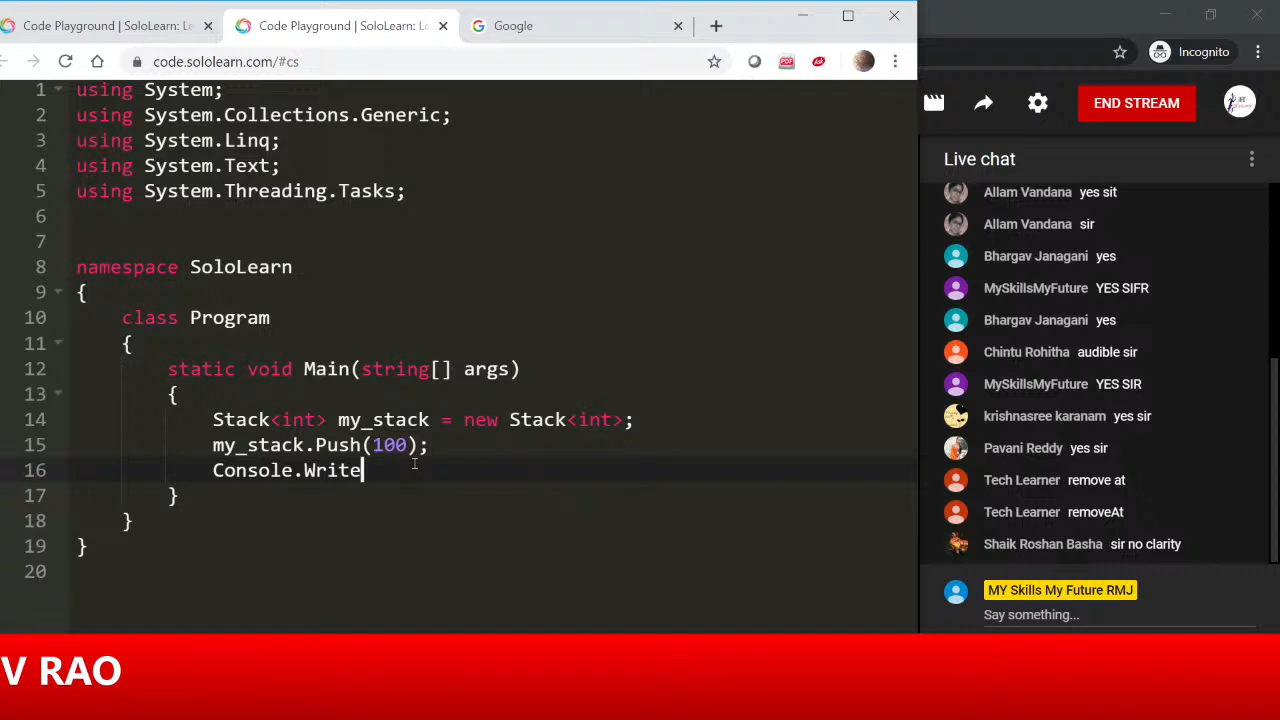 Code Playground | SoloLearn: Le
Code Playground | SoloLearn: Le
Google
code.sololearn.com/#cs
PDF
Ask
Incognito
1 using System;
2 using System.Collections.Generic;
3 using System.Linq;
4 using System.Text;
5 using System.Threading.Tasks;
6
7
8 namespace SoloLearn
9 {
10 class Program
11 {
12 static void Main(string[] args)
13 {
14 Stack<int> my_stack = new Stack<int>;
15 my_stack.Push(100);
16 Console.Write
17 }
18 }
19 }
20
END STREAM
Live chat
Allam Vandana yes sit
Allam Vandana sir
Bhargav Janagani yes
MySkillsMyFuture YES SIFR
Bhargav Janagani yes
Chintu Rohitha audible sir
MySkillsMyFuture YES SIR
krishnasree karanam yes sir
Pavani Reddy yes sir
Tech Learner remove at
Tech Learner removeAt
Shaik Roshan Basha sir no clarity
MY Skills My Future RMJ
Say something...
V RAO